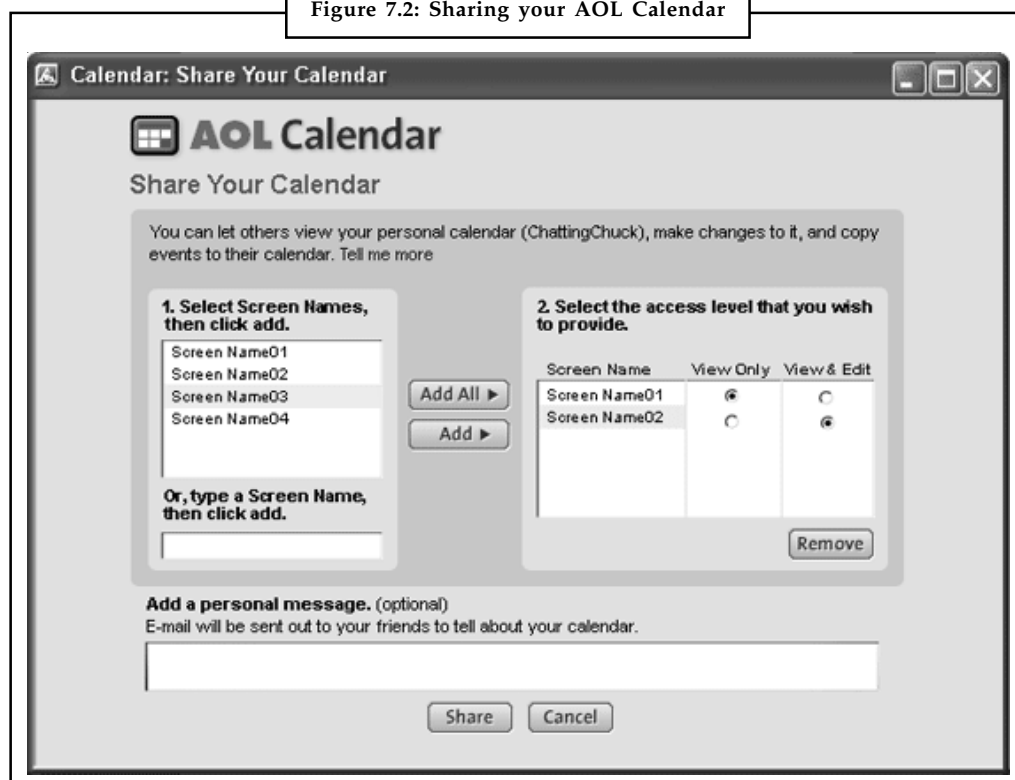 Figure 7.2: Sharing your AOL Calendar
Calendar: Share Your Calendar
AOL Calendar
Share Your Calendar
You can let others view your personal calendar (ChattingChuck), make changes to it, and copy
events to their calendar. Tell me more
1. Select Screen Names,
then click add.
Screen Name01
Screen Name02
Screen Name03
Screen Name04
Or, type a Screen Name,
then click add.
Add All
Add
2. Select the access level that you wish
to provide.
Screen Name View Only View & Edit
Screen Name01
Screen Name02
Remove
Add a personal message. (optional)
E-mail will be sent out to your friends to tell about your calendar.
Share Cancel